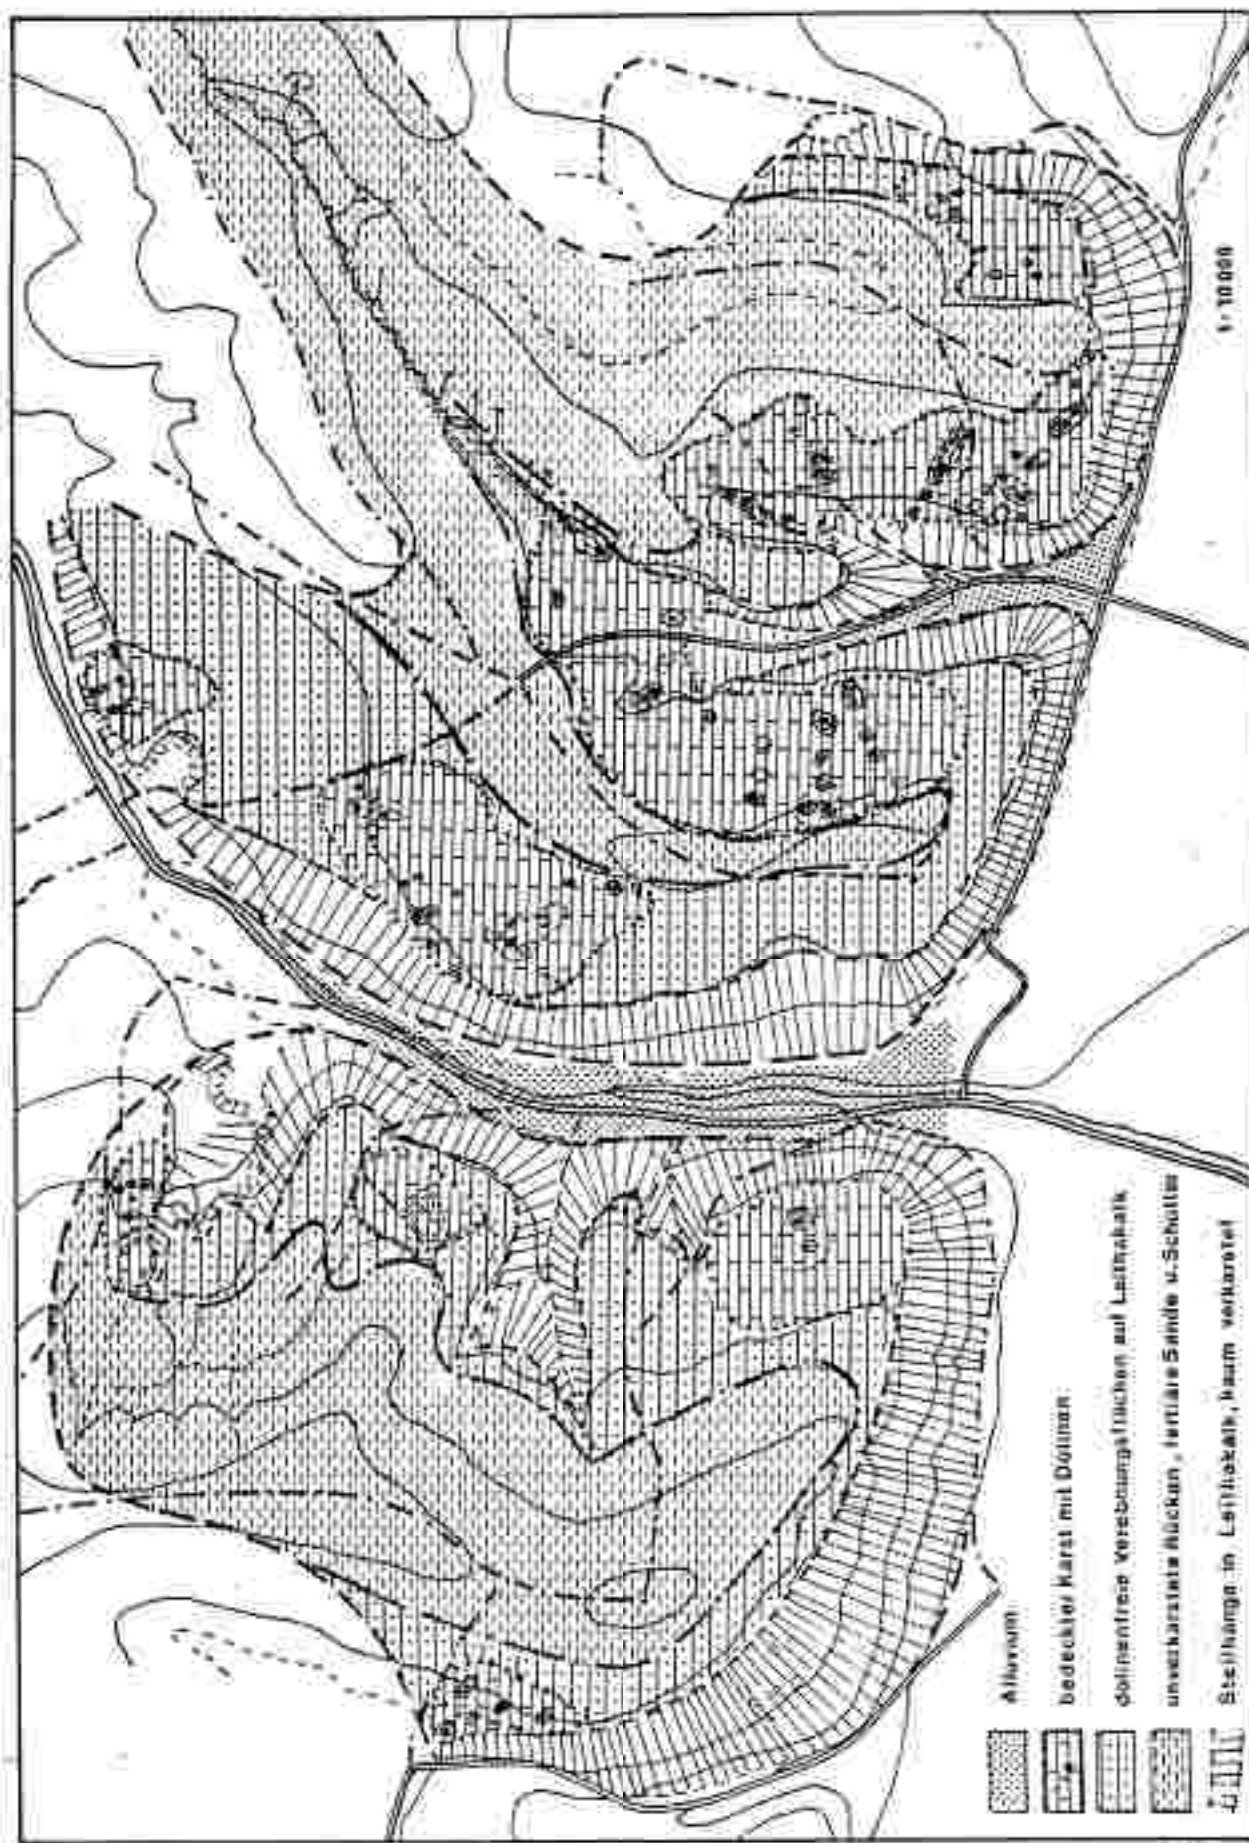 Alluvium
bedeckter Karst mit Dolinen
dolinenfreie Verebnungsflächen auf Leithakalk
unverkarstete Rücken, tertiäre Sande u. Schotter
Steilhänge in Leithakalk, kaum verkarstet
1:10000